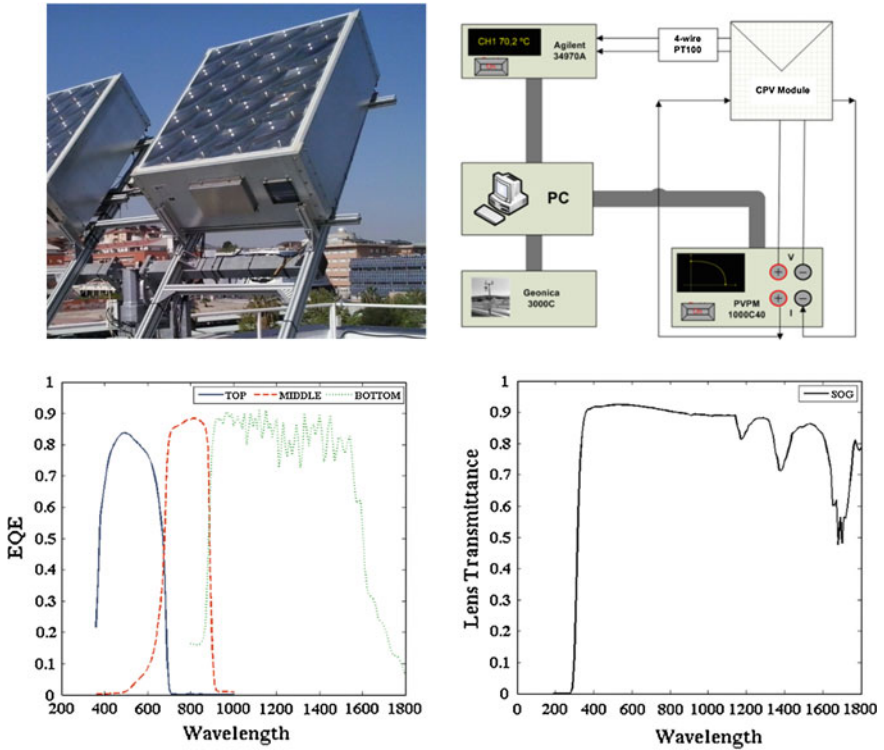 CH1 70,2 ºC
Agilent
34970A
4-wire
PT100
CPV Module
PC
Geonica
3000C
V
I
PVPM
1000C40
TOP MIDDLE BOTTOM
EQE
1
0.9
0.8
0.7
0.6
0.5
0.4
0.3
0.2
0.1
0
200 400 600 800 1000 1200 1400 1600 1800
Wavelength
SOG
Lens Transmittance
1
0.9
0.8
0.7
0.6
0.5
0.4
0.3
0.2
0.1
0
0 200 400 600 800 1000 1200 1400 1600 1800
Wavelength